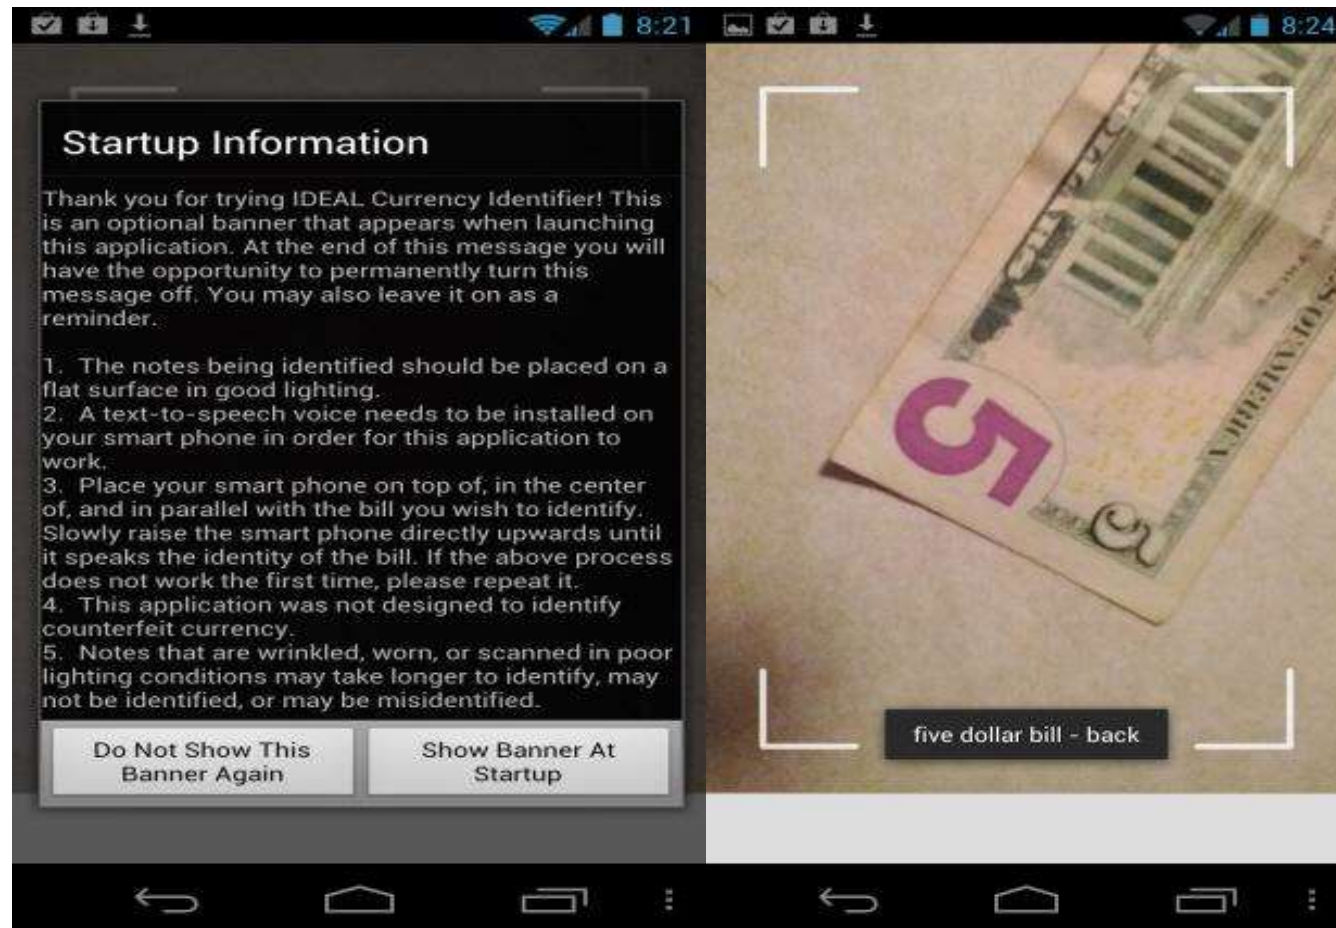 8:21
Startup Information
Thank you for trying IDEAL Currency Identifier! This
is an optional banner that appears when launching
this application. At the end of this message you will
have the opportunity to permanently turn this
message off. You may also leave it on as a
reminder.
1. The notes being identified should be placed on a
flat surface in good lighting.
2. A text-to-speech voice needs to be installed on
your smart phone in order for this application to
work.
3. Place your smart phone on top of, in the center
of, and in parallel with the bill you wish to identify.
Slowly raise the smart phone directly upwards until
it speaks the identity of the bill. If the above process
does not work the first time, please repeat it.
4. This application was not designed to identify
counterfeit currency.
5. Notes that are wrinkled, worn, or scanned in poor
lighting conditions may take longer to identify, may
not be identified, or may be misidentified.
Do Not Show This
Banner Again
Show Banner At
Startup
8:24
OF AMERICA
5
5
five dollar bill - back